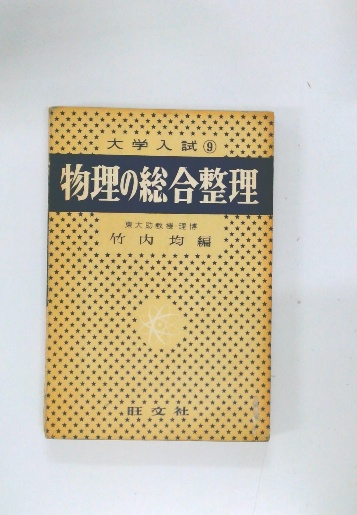 大学入試⑨
物理の総合整理
東大助教授・理博
竹内 均 編
旺文社